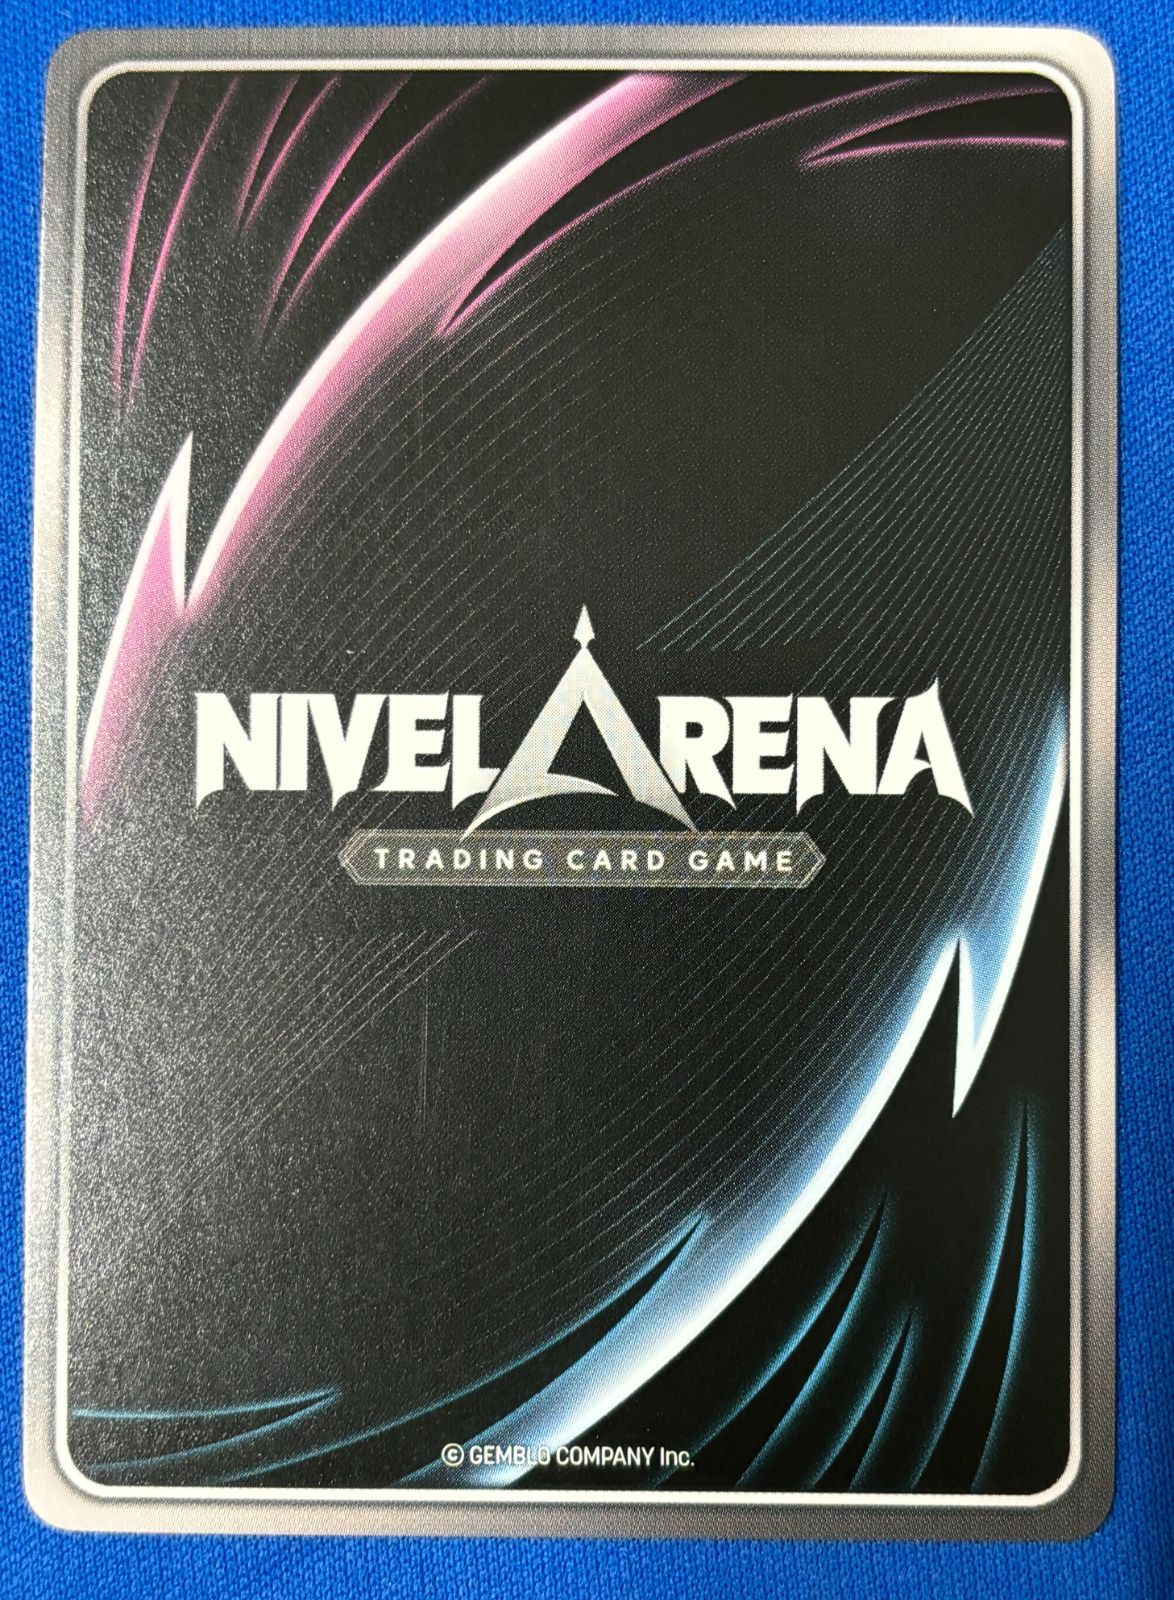 NIVEL ARENA
TRADING CARD GAME
© GEMBLO COMPANY Inc.